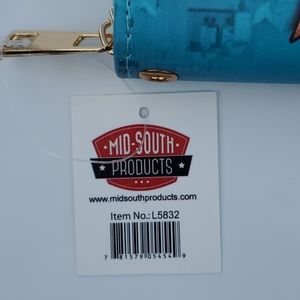 MID-SOUTH
PRODUCTS
www.midsouthproducts.com
Item No.: L5832
7 81579 05454 9